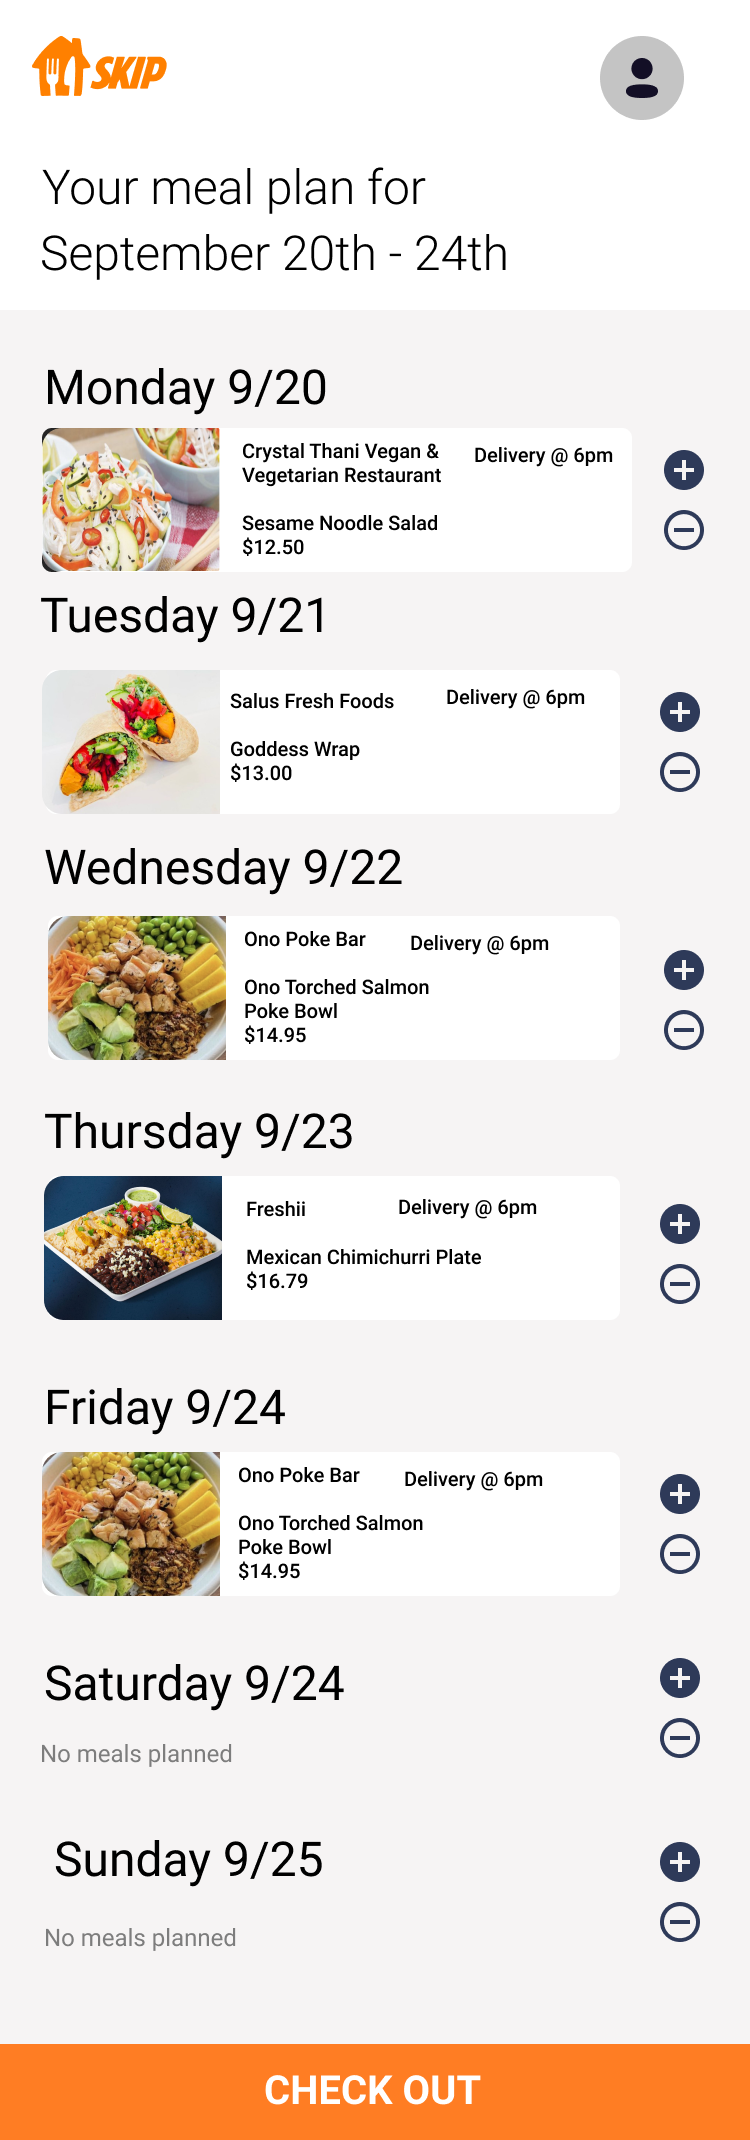 SKIP
Your meal plan for
September 20th - 24th
Monday 9/20
Crystal Thani Vegan &
Vegetarian Restaurant
Delivery @ 6pm
Sesame Noodle Salad
$12.50
Tuesday 9/21
Salus Fresh Foods
Delivery @ 6pm
Goddess Wrap
$13.00
Wednesday 9/22
Ono Poke Bar
Delivery @ 6pm
Ono Torched Salmon
Poke Bowl
$14.95
Thursday 9/23
Freshii
Delivery @ 6pm
Mexican Chimichurri Plate
$16.79
Friday 9/24
Ono Poke Bar
Delivery @ 6pm
Ono Torched Salmon
Poke Bowl
$14.95
Saturday 9/24
No meals planned
Sunday 9/25
No meals planned
CHECK OUT